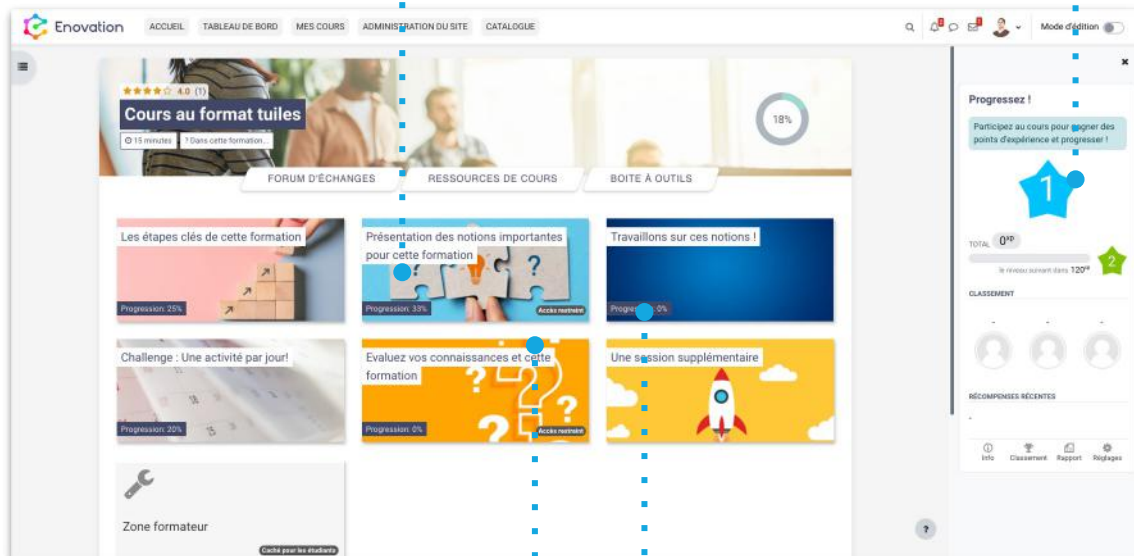 Enovation
ACCUEIL TABLEAU DE BORD MES COURS ADMINISTRATION DU SITE CATALOGUE
Mode d'édition
4.0 (1)
Cours au format tuiles
15 minutes ? Dans cette formation...
18%
FORUM D'ÉCHANGES RESSOURCES DE COURS BOITE À OUTILS
Les étapes clés de cette formation
Progression: 25%
Présentation des notions importantes
pour cette formation
Progression: 33%
Accès restreint
Travaillons sur ces notions !
Progression: 0%
Challenge : Une activité par jour!
Progression: 20%
Evaluez vos connaissances et cette
formation
Progression: 0%
Accès restreint
Une session supplémentaire
Zone formateur
Caché pour les étudiants
Progressez !
Participez au cours pour gagner des
points d'expérience et progresser !
1
TOTAL 0xp
2
le niveau suivant dans 120xp
CLASSEMENT
- - -
RÉCOMPENSES RÉCENTES
-
Info Classement Rapport Réglages
?